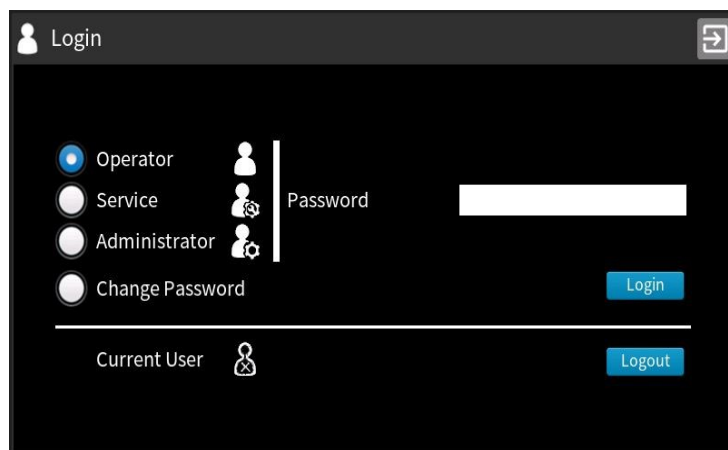 Login
Operator
Service
Password
Administrator
Change Password
Login
Current User
Logout